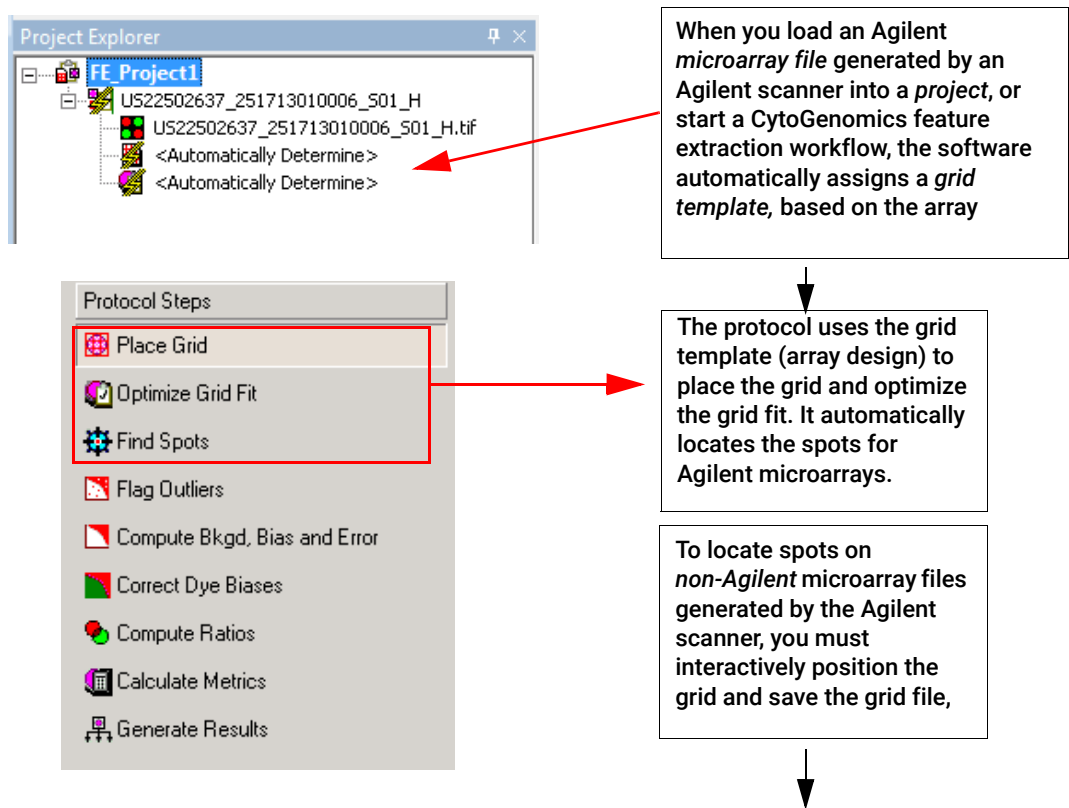 Project Explorer
FE_Project1
US22502637_251713010006_S01_H
US22502637_251713010006_S01_H.tif
<Automatically Determine>
<Automatically Determine>
When you load an Agilent
microarray file generated by an
Agilent scanner into a project, or
start a CytoGenomics feature
extraction workflow, the software
automatically assigns a grid
template, based on the array
Protocol Steps
Place Grid
Optimize Grid Fit
Find Spots
Flag Outliers
Compute Bkgd, Bias and Error
Correct Dye Biases
Compute Ratios
Calculate Metrics
Generate Results
The protocol uses the grid
template (array design) to
place the grid and optimize
the grid fit. It automatically
locates the spots for
Agilent microarrays.
To locate spots on
non-Agilent microarray files
generated by the Agilent
scanner, you must
interactively position the
grid and save the grid file,